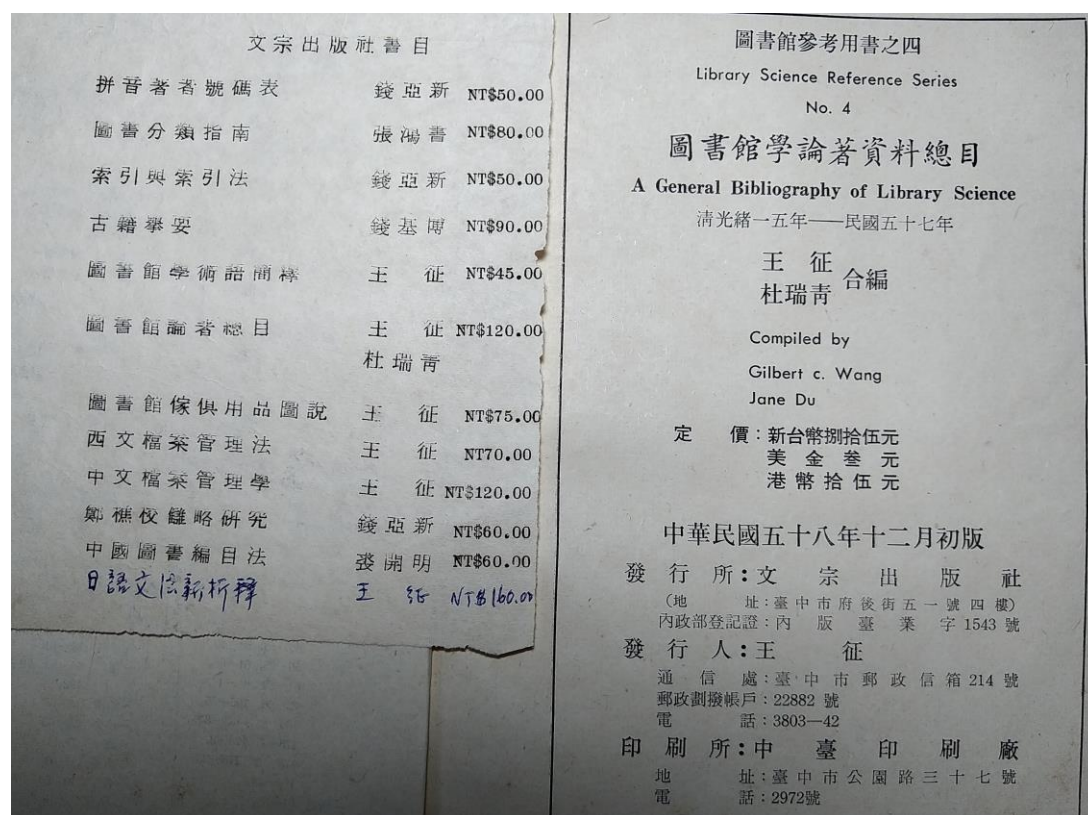 文宗出版社書目
拼音著者號碼表 錢亞新 NT$50.00
圖書分類指南 張鴻書 NT$80.00
索引與索引法 錢亞新 NT$50.00
古籍舉要 錢基博 NT$90.00
圖書館學術語簡釋 王征 NT$45.00
圖書館論著總目 王征 NT$120.00
杜瑞青
圖書館傢俱用品圖說 王征 NT$75.00
西文檔案管理法 王征 NT70.00
中文檔案管理學 王征 NT$120.00
鄭樵校讎略研究 錢亞新 NT$60.00
中國圖書編目法 裘開明 NT$60.00
日語文法新析釋 王征 NT$160.00
圖書館參考用書之四
Library Science Reference Series
No. 4
圖書館學論著資料總目
A General Bibliography of Library Science
清光緒一五年——民國五十七年
王征
杜瑞青 合編
Compiled by
Gilbert c. Wang
Jane Du
定價：新台幣捌拾伍元
美金叁元
港幣拾伍元
中華民國五十八年十二月初版
發行所：文宗出版社
（地址：臺中市府後街五一號四樓）
內政部登記證：內版臺業字1543號
發行人：王征
通信處：臺中市郵政信箱214號
郵政劃撥帳戶：22882號
電話：3803—42
印刷所：中臺印刷廠
地址：臺中市公園路三十七號
電話：2972號